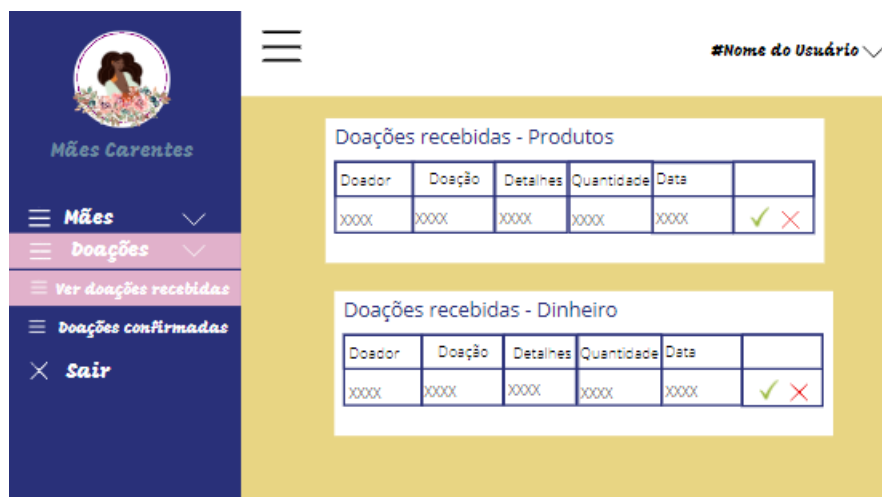 #Nome do Usuário
Mães Carentes
Mães
Doações
Ver doações recebidas
Doações confirmadas
Sair
Doações recebidas - Produtos
Doador Doação Detalhes Quantidade Data
XXXX XXXX XXXX XXXX XXXX
Doações recebidas - Dinheiro
Doador Doação Detalhes Quantidade Data
XXXX XXXX XXXX XXXX XXXX